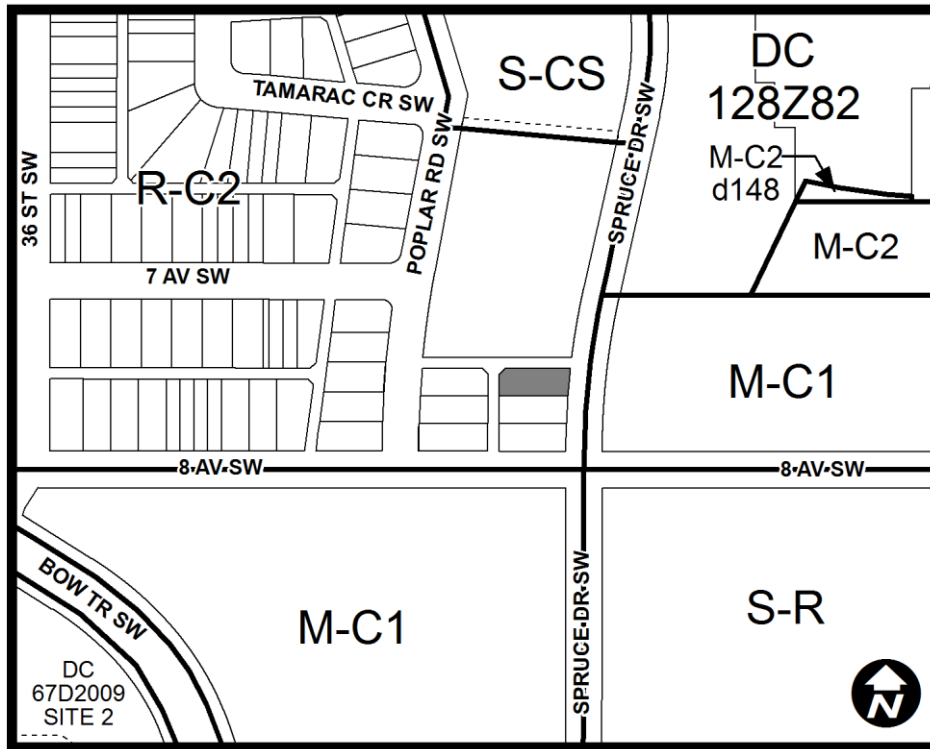 S-CS
DC
128Z82
M-C2
d148
M-C2
TAMARAC CR SW
POPLAR RD SW
SPRUCE DR SW
36 ST SW
R-C2
7 AV SW
M-C1
8 AV SW
8 AV SW
BOW TR SW
M-C1
SPRUCE DR SW
S-R
DC
67D2009
SITE 2
N